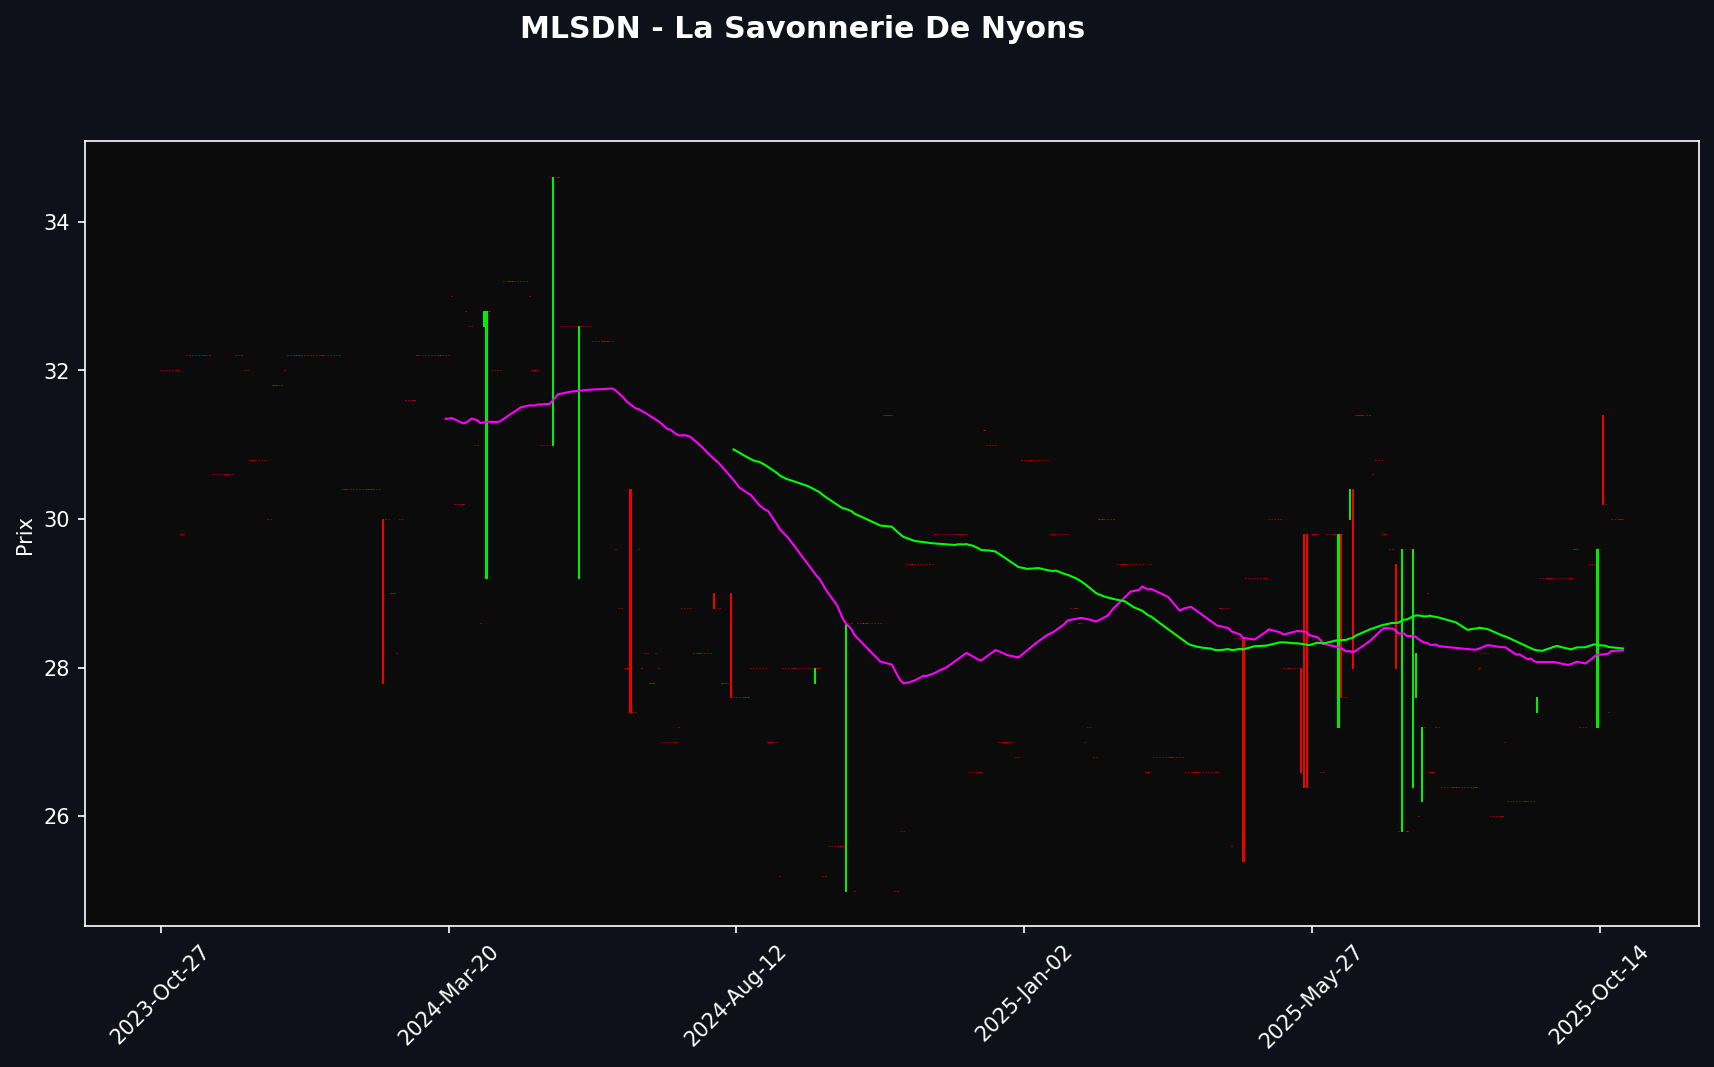 MLSDN - La Savonnerie De Nyons
Prix
34
32
30
28
26
2023-Oct-27
2024-Mar-20
2024-Aug-12
2025-Jan-02
2025-May-27
2025-Oct-14